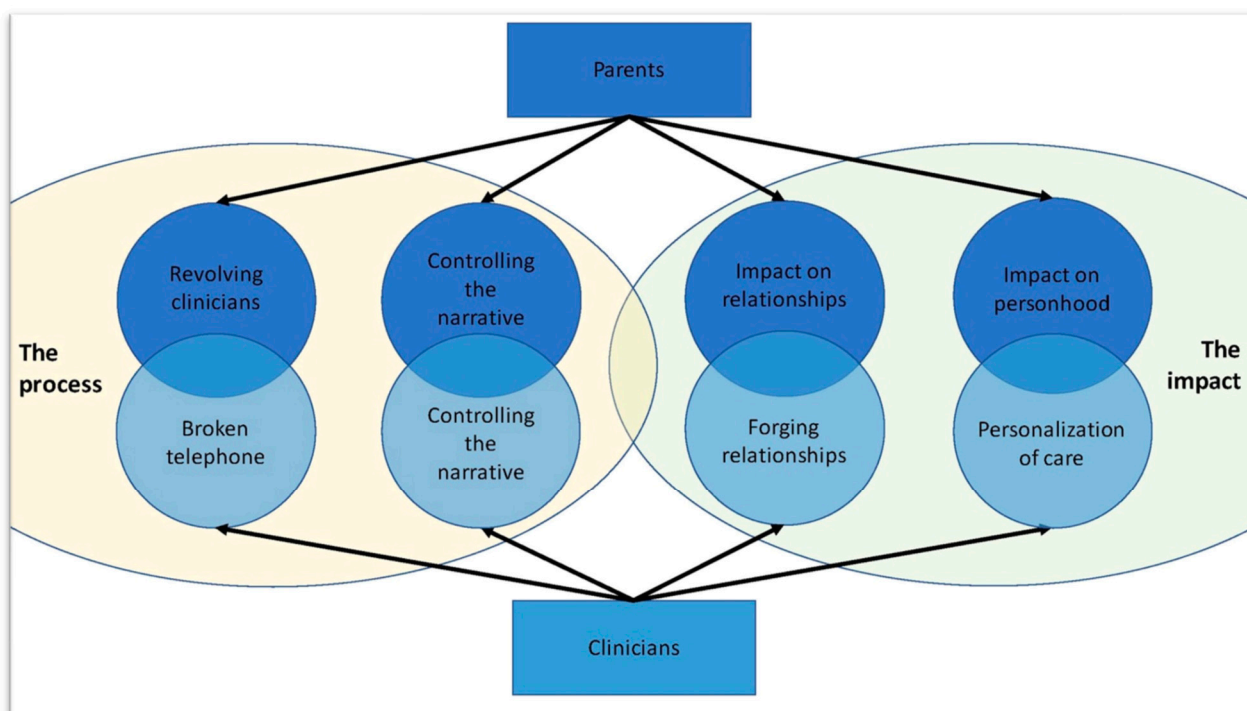 Parents
Revolving
clinicians
Controlling
the
narrative
Impact on
relationships
Impact on
personhood
The
process
The
impact
Broken
telephone
Controlling
the
narrative
Forging
relationships
Personalization
of care
Clinicians